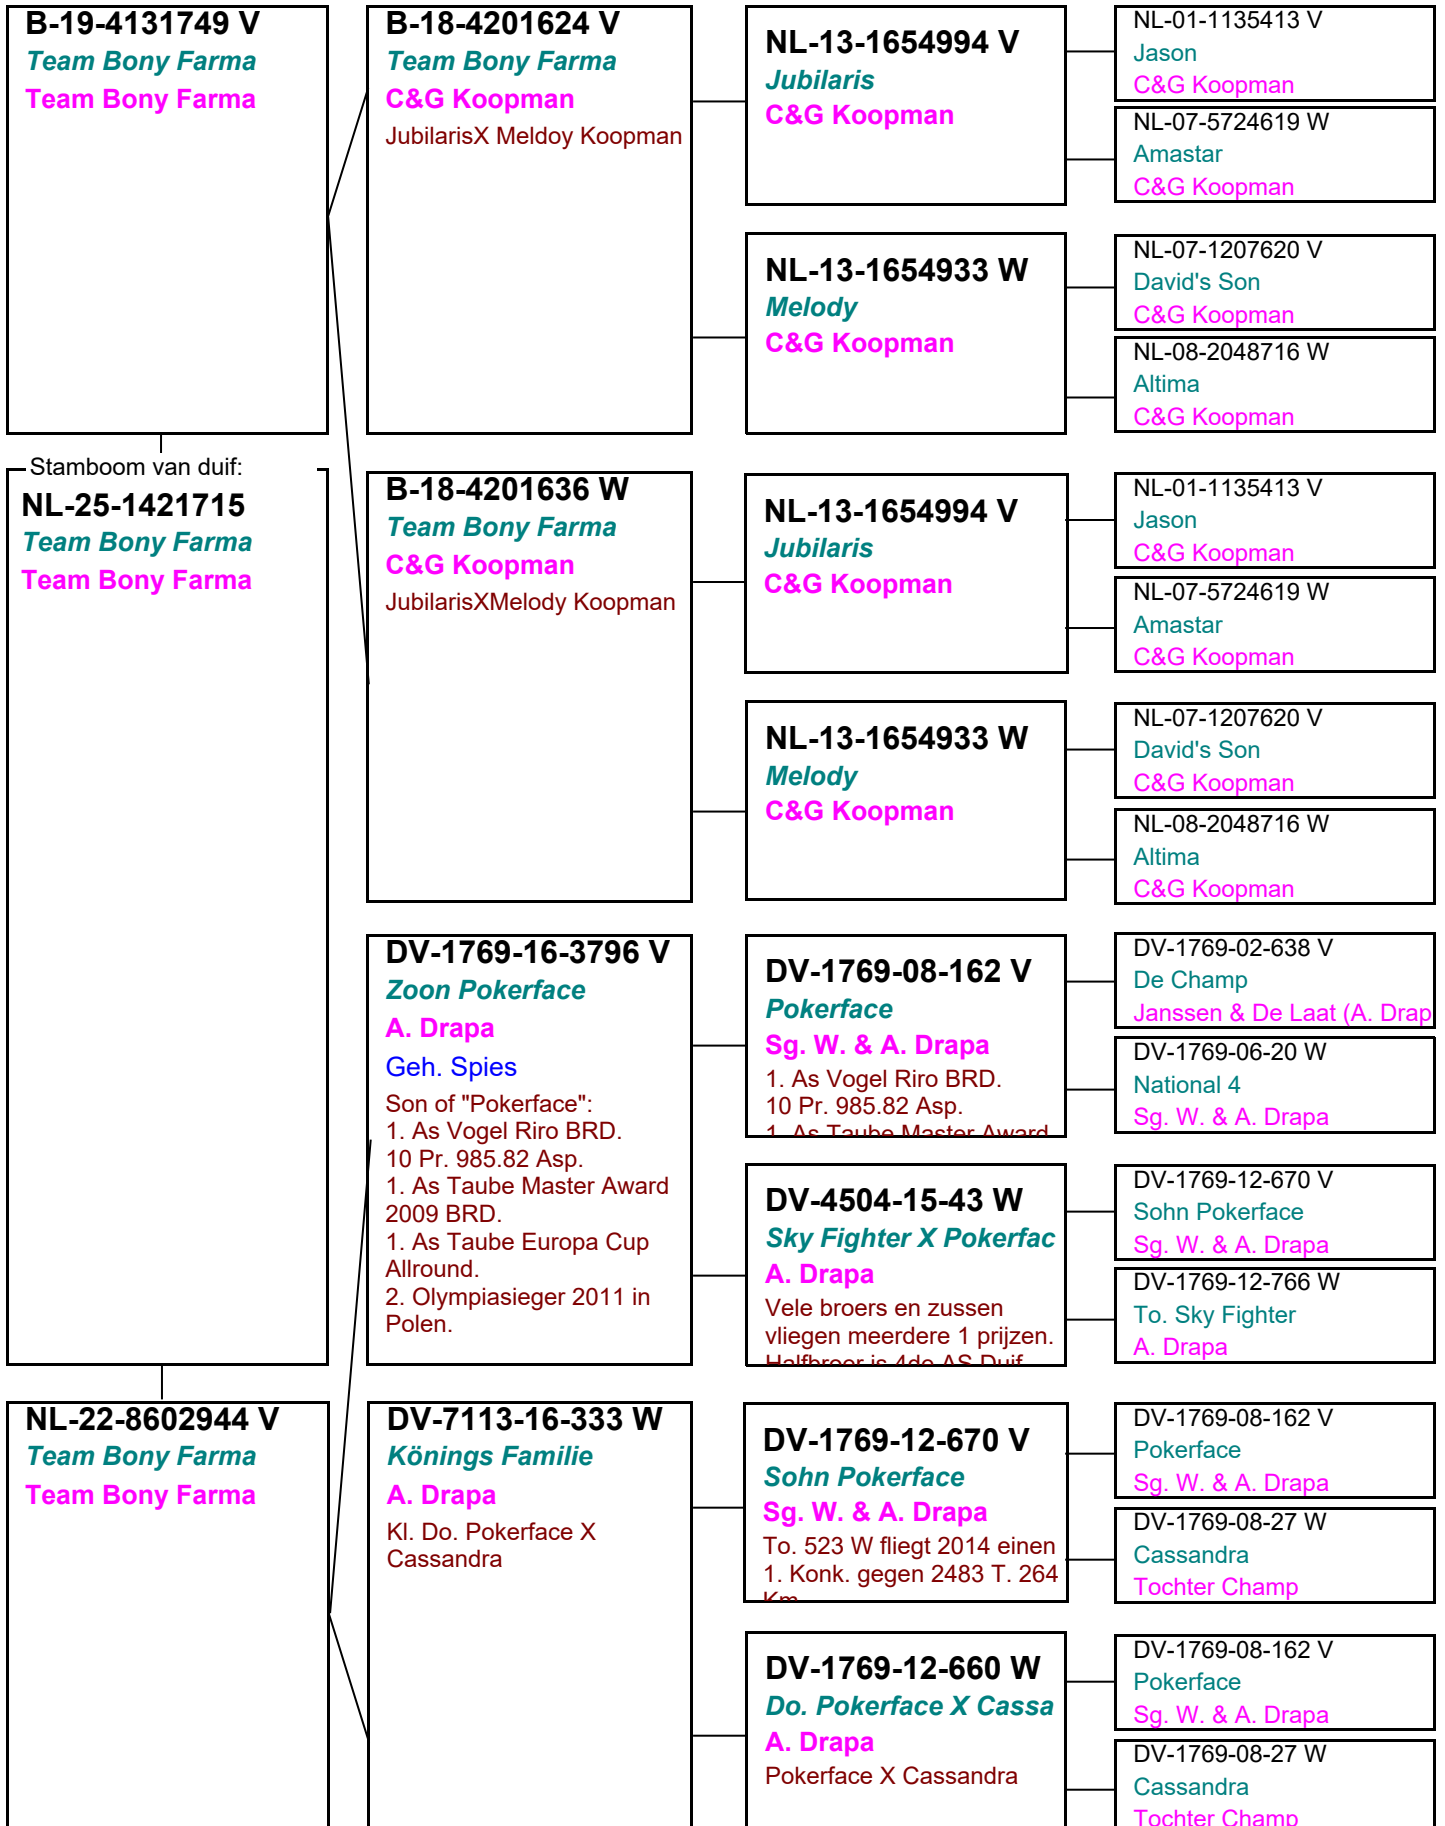 B-19-4131749 V
Team Bony Farma
Team Bony Farma
Stamboom van duif:
NL-25-1421715
Team Bony Farma
Team Bony Farma
NL-22-8602944 V
Team Bony Farma
Team Bony Farma
B-18-4201624 V
Team Bony Farma
C&G Koopman
JubilarisX Meldoy Koopman
B-18-4201636 W
Team Bony Farma
C&G Koopman
JubilarisXMelody Koopman
DV-1769-16-3796 V
Zoon Pokerface
A. Drapa
Geh. Spies
Son of "Pokerface":
1. As Vogel Riro BRD.
10 Pr. 985.82 Asp.
1. As Taube Master Award
2009 BRD.
1. As Taube Europa Cup
Allround.
2. Olympiasieger 2011 in
Polen.
DV-7113-16-333 W
Könings Familie
A. Drapa
Kl. Do. Pokerface X
Cassandra
NL-13-1654994 V
Jubilaris
C&G Koopman
NL-13-1654933 W
Melody
C&G Koopman
NL-13-1654994 V
Jubilaris
C&G Koopman
NL-13-1654933 W
Melody
C&G Koopman
DV-1769-08-162 V
Pokerface
Sg. W. & A. Drapa
1. As Vogel Riro BRD.
10 Pr. 985.82 Asp.
1. As Taube Master Award
DV-4504-15-43 W
Sky Fighter X Pokerfac
A. Drapa
Vele broers en zussen
vliegen meerdere 1 prijzen.
Halfbroer is 4de AS Duif
DV-1769-12-670 V
Sohn Pokerface
Sg. W. & A. Drapa
To. 523 W fliegt 2014 einen
1. Konk. gegen 2483 T. 264
Km
DV-1769-12-660 W
Do. Pokerface X Cassa
A. Drapa
Pokerface X Cassandra
NL-01-1135413 V
Jason
C&G Koopman
NL-07-5724619 W
Amastar
C&G Koopman
NL-07-1207620 V
David's Son
C&G Koopman
NL-08-2048716 W
Altima
C&G Koopman
NL-01-1135413 V
Jason
C&G Koopman
NL-07-5724619 W
Amastar
C&G Koopman
NL-07-1207620 V
David's Son
C&G Koopman
NL-08-2048716 W
Altima
C&G Koopman
DV-1769-02-638 V
De Champ
Janssen & De Laat (A. Drap
DV-1769-06-20 W
National 4
Sg. W. & A. Drapa
DV-1769-12-670 V
Sohn Pokerface
Sg. W. & A. Drapa
DV-1769-12-766 W
To. Sky Fighter
A. Drapa
DV-1769-08-162 V
Pokerface
Sg. W. & A. Drapa
DV-1769-08-27 W
Cassandra
Tochter Champ
DV-1769-08-162 V
Pokerface
Sg. W. & A. Drapa
DV-1769-08-27 W
Cassandra
Tochter Champ